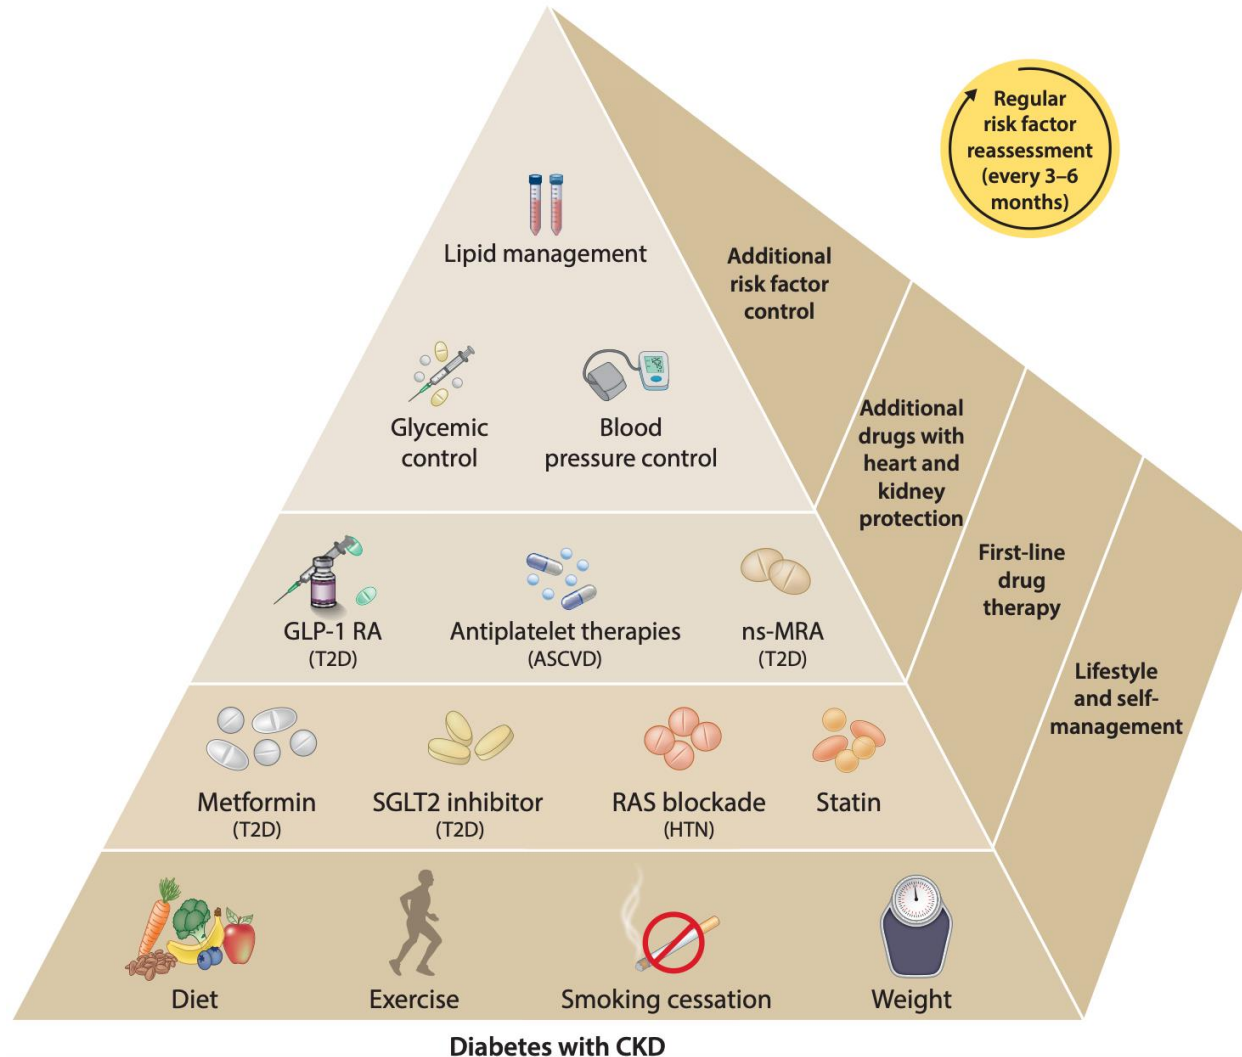 Regular
risk factor
reassessment
(every 3–6
months)
Lipid management
Additional
risk factor
control
Glycemic
control
Blood
pressure control
Additional
drugs with
heart and
kidney
protection
GLP-1 RA
(T2D)
Antiplatelet therapies
(ASCVD)
ns-MRA
(T2D)
First-line
drug
therapy
Metformin
(T2D)
SGLT2 inhibitor
(T2D)
RAS blockade
(HTN)
Statin
Lifestyle
and self-
management
Diet
Exercise
Smoking cessation
Weight
Diabetes with CKD